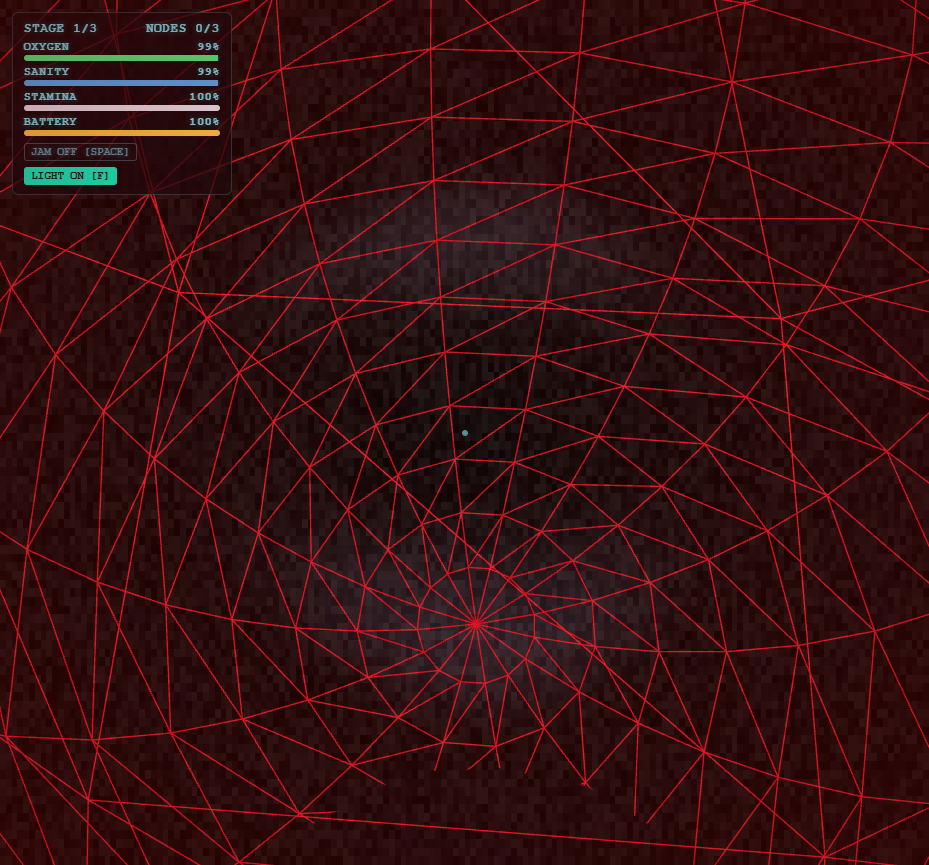 STAGE 1/3 NODES 0/3
OXYGEN 99%
SANITY 99%
STAMINA 100%
BATTERY 100%
JAM OFF [SPACE]
LIGHT ON [F]